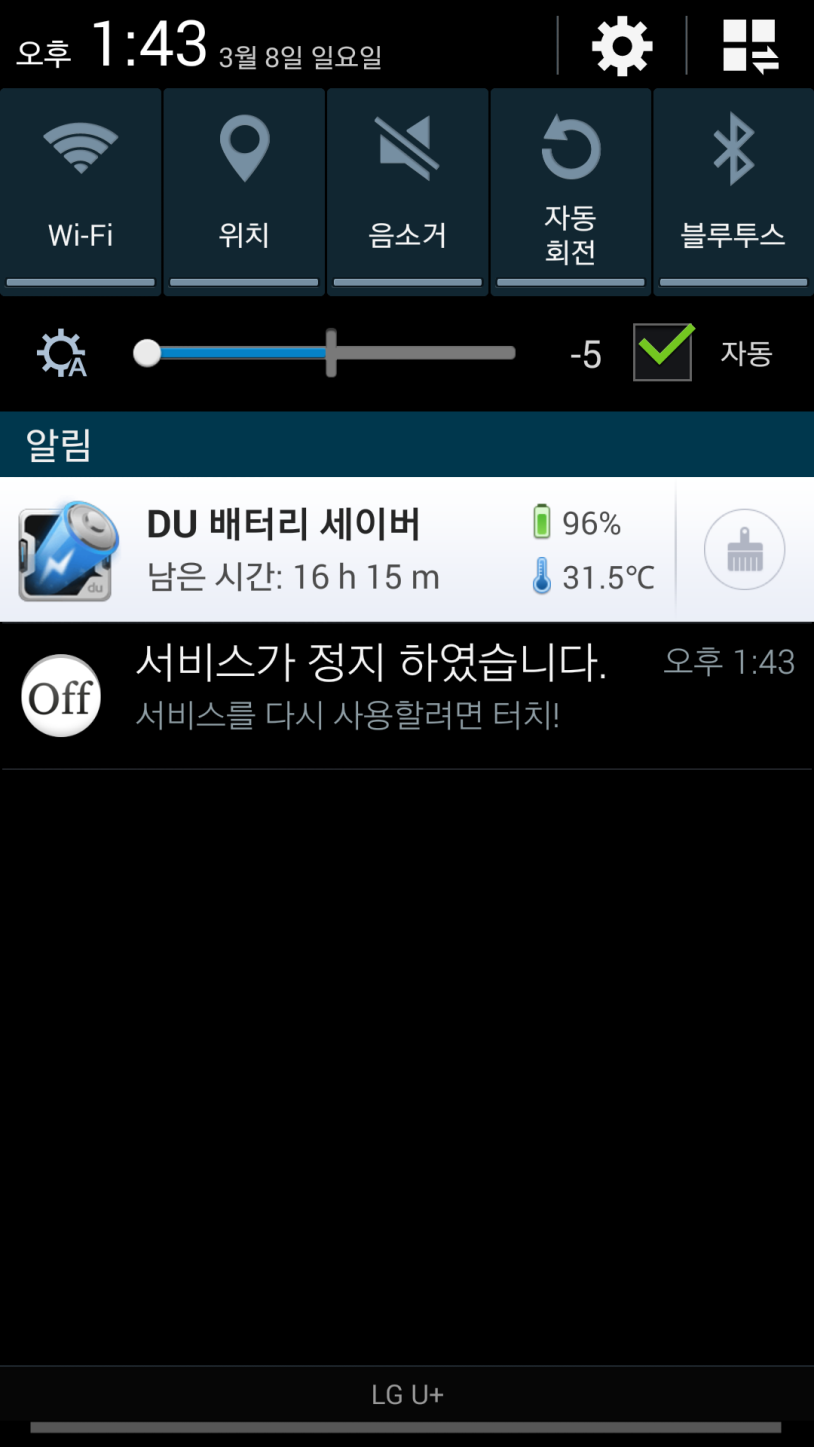 오후 1:43 3월 8일 일요일
Wi-Fi
위치
음소거
자동
회전
블루투스
A
-5
자동
알림
DU 배터리 세이버
96%
남은 시간: 16 h 15 m
31.5℃
du
Off
서비스가 정지 하였습니다.
오후 1:43
서비스를 다시 사용할려면 터치!
LG U+